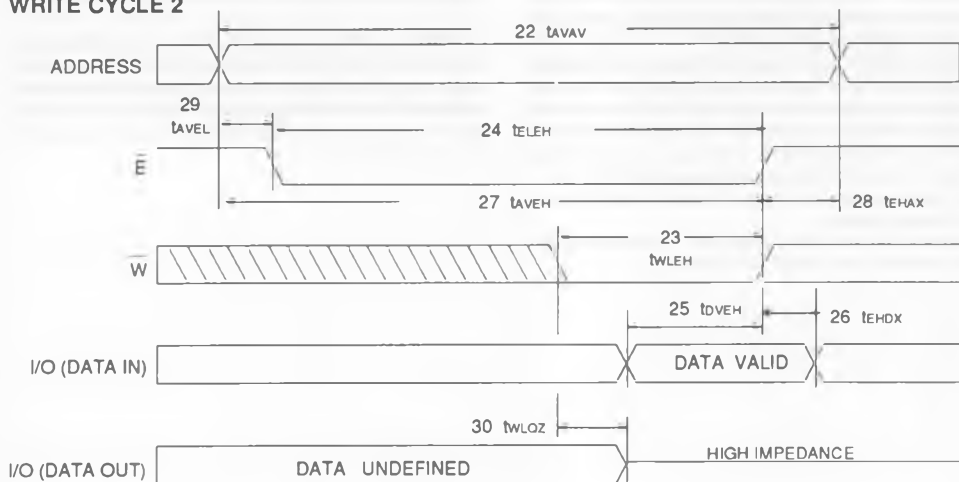 WRITE CYCLE 2
22 tAVAV
ADDRESS
29
tAVEL
24 tELEH
E
27 tAVEH
28 tEHAX
23
W
tWLEH
25 tDVEH
26 tEHDX
I/O (DATA IN)
DATA VALID
30 tWLQZ
HIGH IMPEDANCE
I/O (DATA OUT)
DATA UNDEFINED